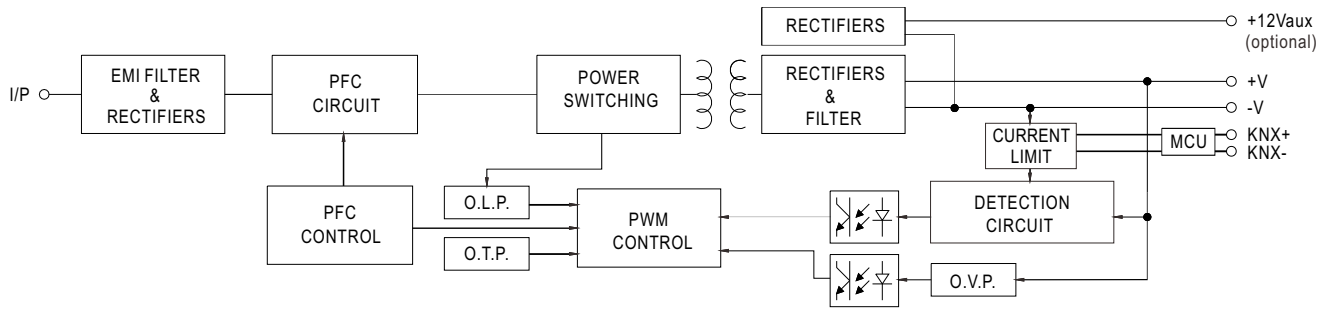 RECTIFIERS
+12Vaux
(optional)
I/P
EMI FILTER
&
RECTIFIERS
PFC
CIRCUIT
POWER
SWITCHING
RECTIFIERS
&
FILTER
+V
-V
CURRENT
LIMIT
MCU
KNX+
KNX-
PFC
CONTROL
O.L.P.
O.T.P.
PWM
CONTROL
DETECTION
CIRCUIT
O.V.P.